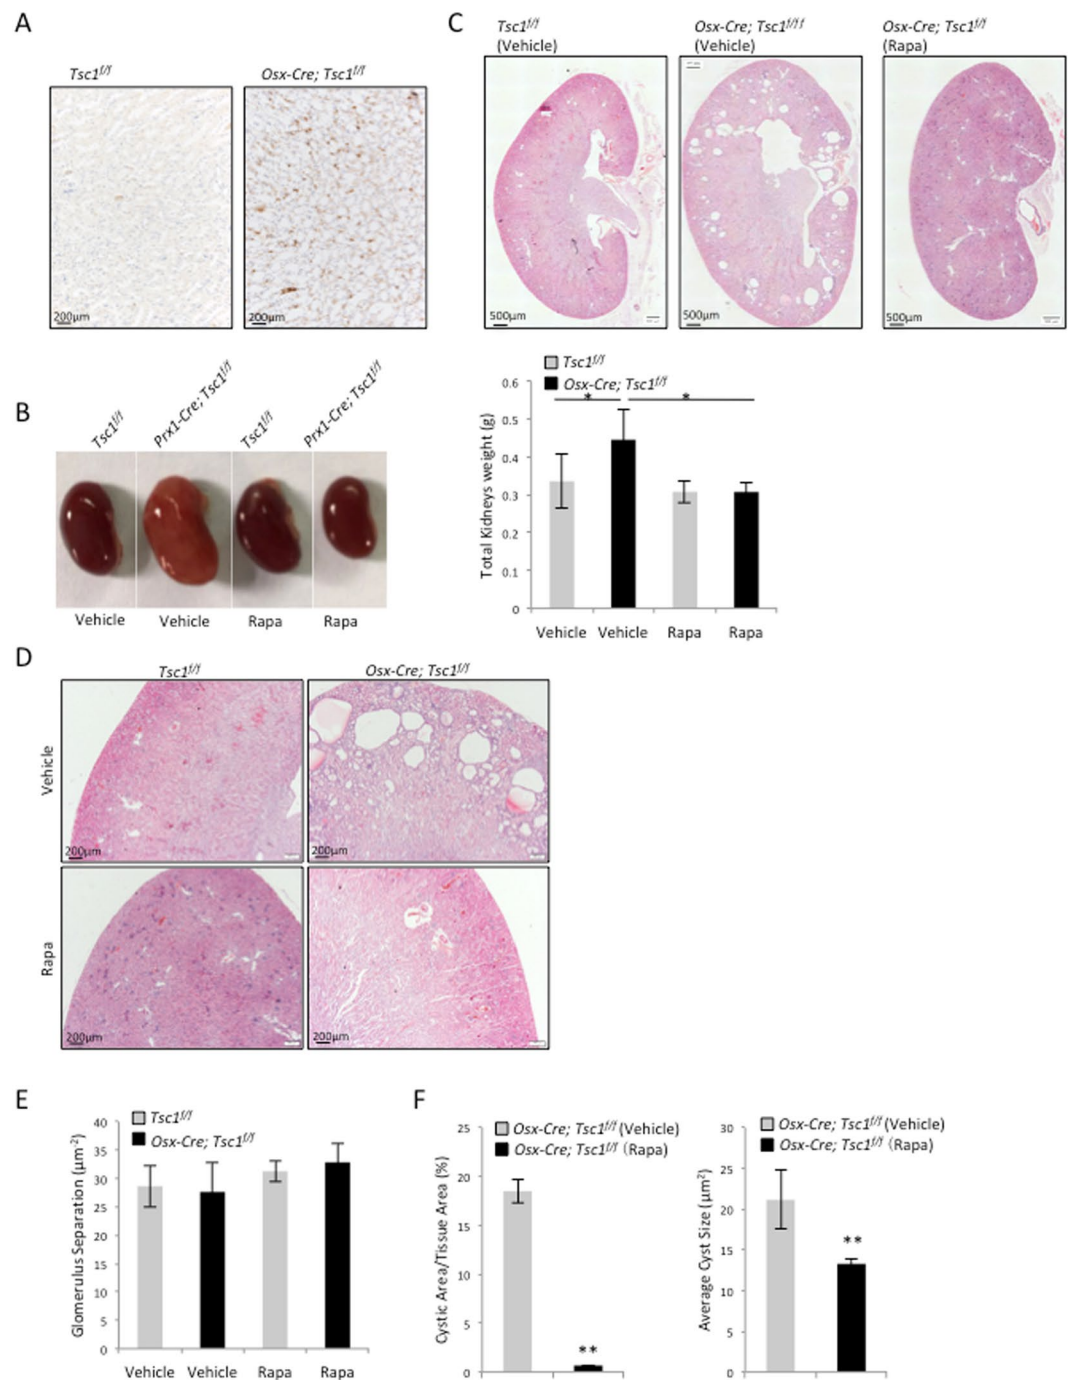 A
Tsc1f/f
Osx-Cre; Tsc1f/f
200μm
200μm
B
Tsc1f/f
Prx1-Cre; Tsc1f/f
Tsc1f/f
Prx1-Cre; Tsc1f/f
Vehicle
Vehicle
Rapa
Rapa
C
Tsc1f/f
(Vehicle)
Osx-Cre; Tsc1f/f f
(Vehicle)
Osx-Cre; Tsc1f/f
(Rapa)
500μm
500μm
500μm
Tsc1f/f
Osx-Cre; Tsc1f/f
Total Kidneys weight (g)
0.6
0.5
0.4
0.3
0.2
0.1
0
*
*
Vehicle
Vehicle
Rapa
Rapa
D
Tsc1f/f
Osx-Cre; Tsc1f/f
Vehicle
200μm
200μm
Rapa
200μm
200μm
E
Tsc1f/f
Osx-Cre; Tsc1f/f
Glomerulus Separation (μm-2)
40
35
30
25
20
15
10
5
0
Vehicle
Vehicle
Rapa
Rapa
F
Osx-Cre; Tsc1f/f (Vehicle)
Osx-Cre; Tsc1f/f (Rapa)
Cystic Area/Tissue Area (%)
25
20
15
10
5
0
**
Osx-Cre; Tsc1f/f (Vehicle)
Osx-Cre; Tsc1f/f (Rapa)
Average Cyst Size (μm2)
30
25
20
15
10
5
0
**